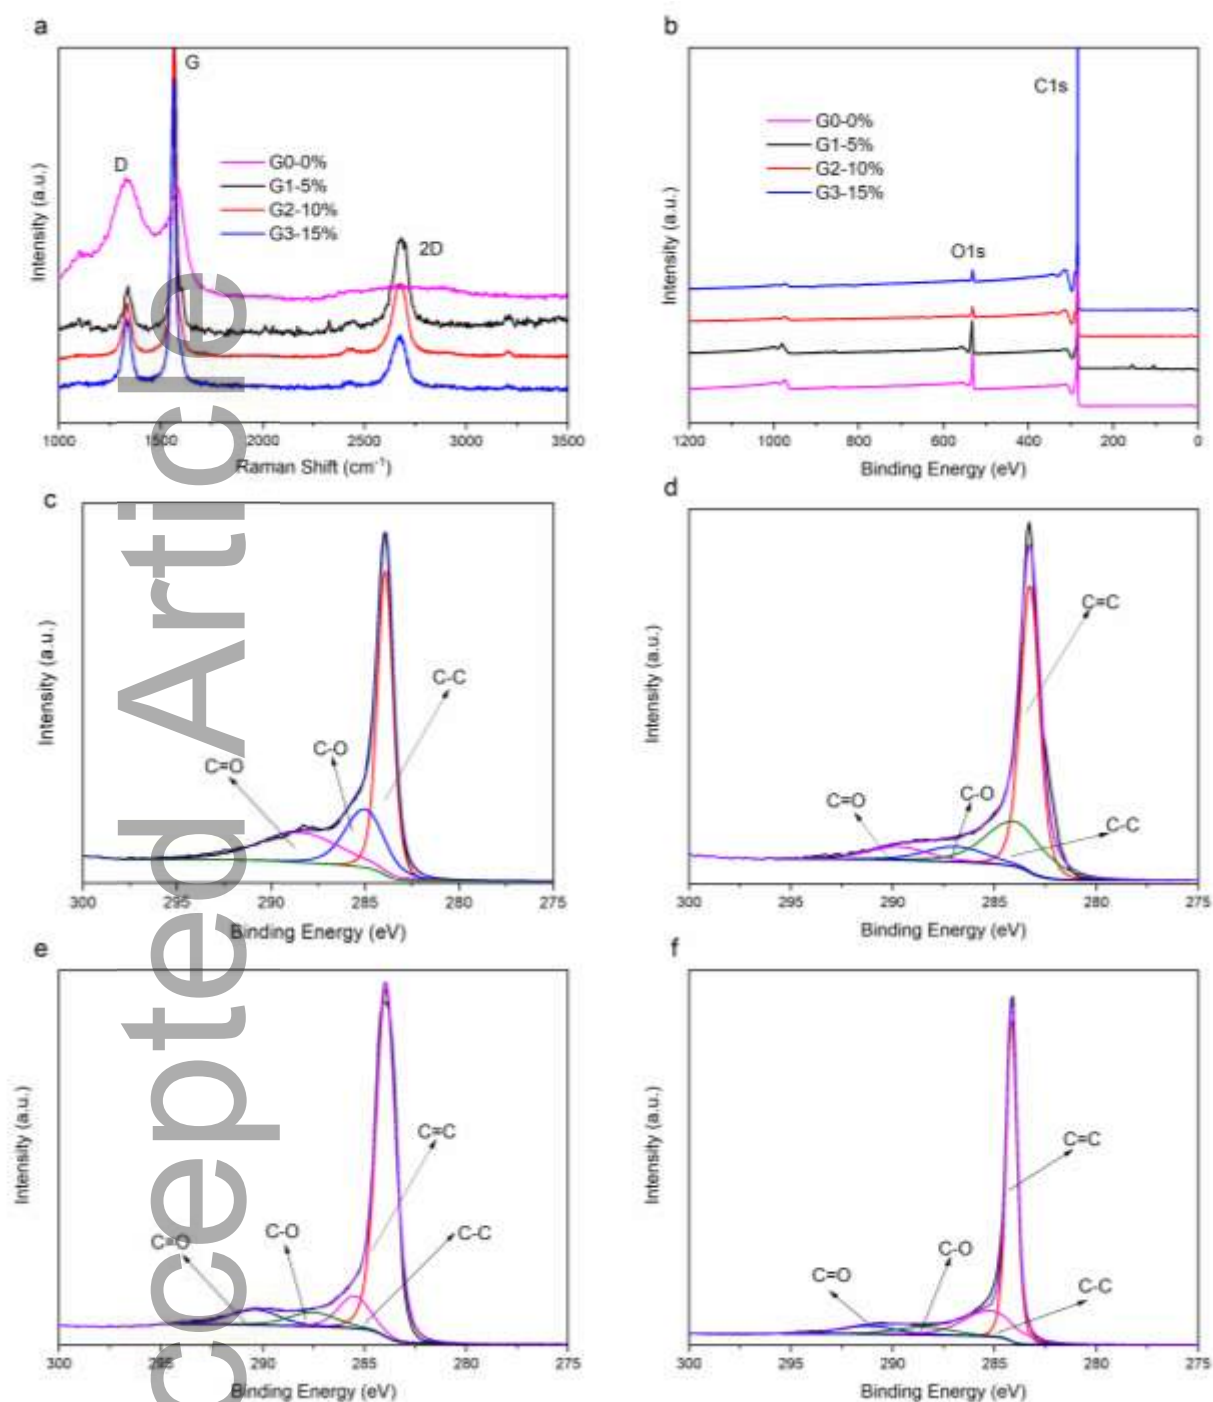 a
G
D
G0-0%
G1-5%
G2-10%
G3-15%
2D
Intensity (a.u.)
1000 1500 2000 2500 3000 3500
Raman Shift (cm⁻¹)
b
C1s
G0-0%
G1-5%
G2-10%
G3-15%
O1s
Intensity (a.u.)
1200 1000 800 600 400 200 0
Binding Energy (eV)
c
C-C
C-O
C=O
Intensity (a.u.)
300 295 290 285 280 275
Binding Energy (eV)
d
C=C
C-O
C=O
C-C
Intensity (a.u.)
300 295 290 285 280 275
Binding Energy (eV)
e
C=C
C-O
C-C
C=O
Intensity (a.u.)
300 295 290 285 280 275
Binding Energy (eV)
f
C=C
C-O
C=O
C-C
Intensity (a.u.)
300 295 290 285 280 275
Binding Energy (eV)
ccepted Article